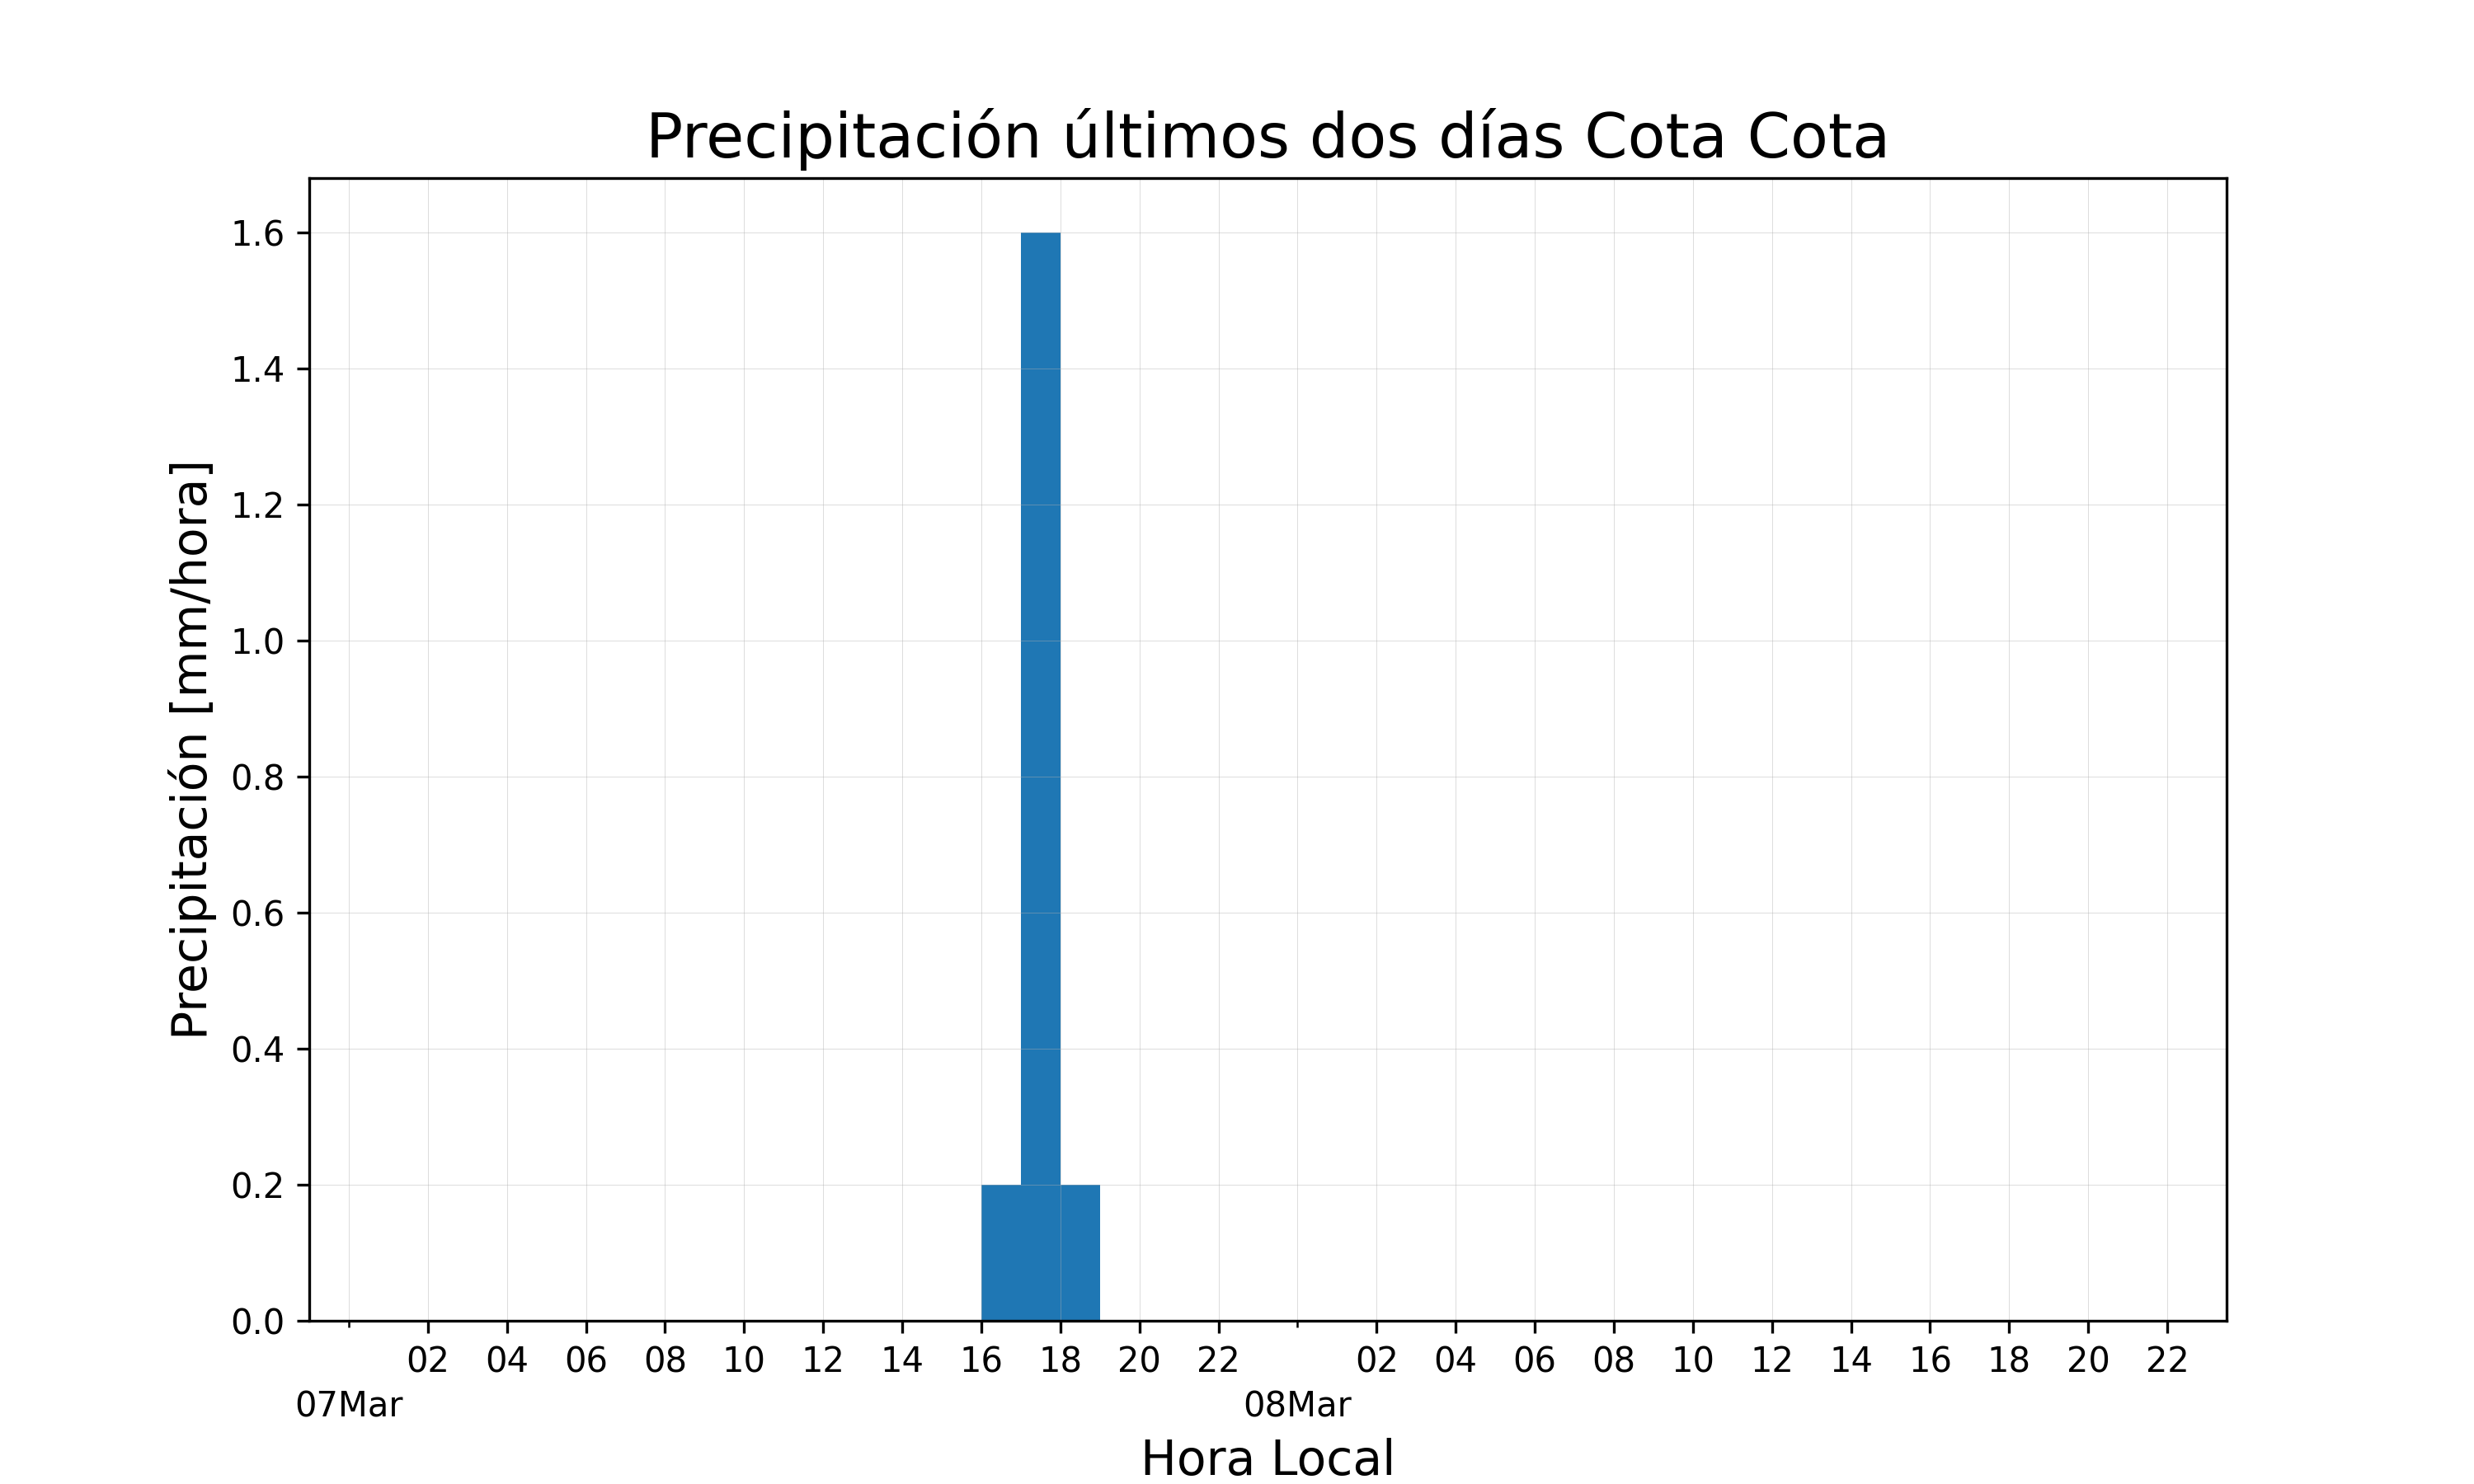 Precipitación últimos dos días Cota Cota
Precipitación [mm/hora]
1.6
1.4
1.2
1.0
0.8
0.6
0.4
0.2
0.0
02 04 06 08 10 12 14 16 18 20 22 02 04 06 08 10 12 14 16 18 20 22
07Mar 08Mar
Hora Local